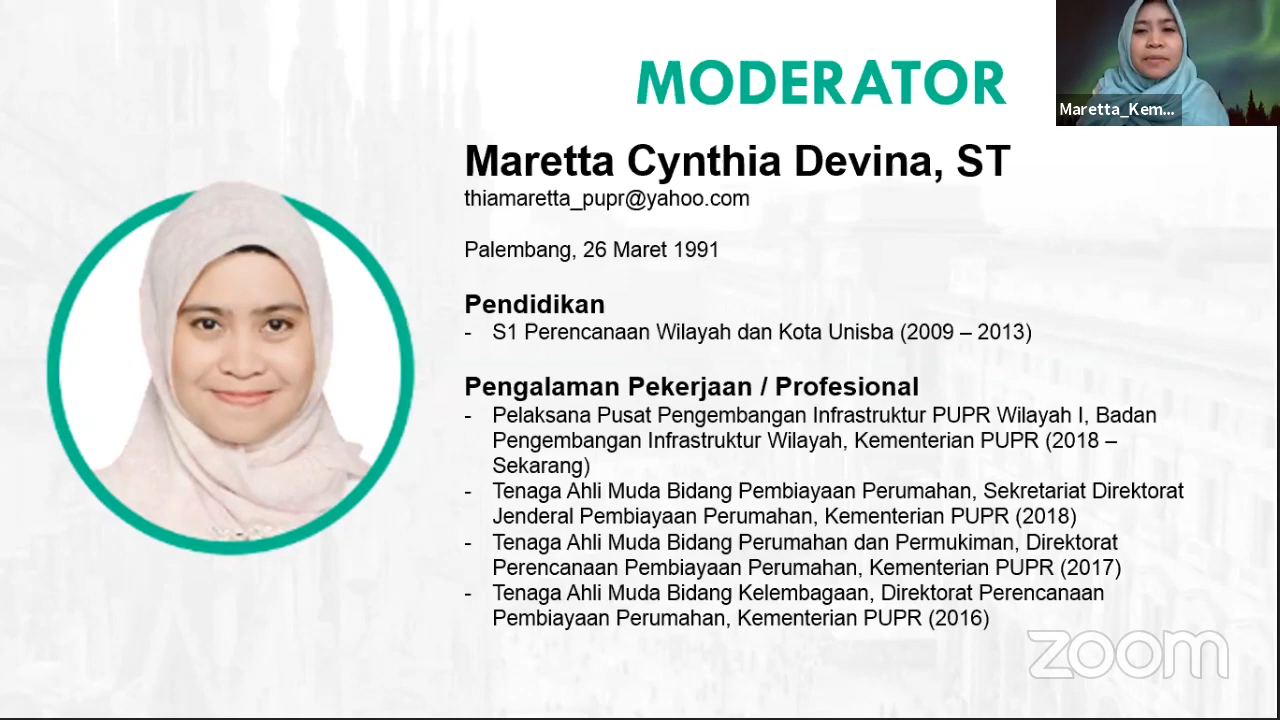 MODERATOR
Maretta_Kem...
Maretta Cynthia Devina, ST
thiamaretta_pupr@yahoo.com
Palembang, 26 Maret 1991
Pendidikan
- S1 Perencanaan Wilayah dan Kota Unisba (2009 – 2013)
Pengalaman Pekerjaan / Profesional
- Pelaksana Pusat Pengembangan Infrastruktur PUPR Wilayah I, Badan
Pengembangan Infrastruktur Wilayah, Kementerian PUPR (2018 –
Sekarang)
- Tenaga Ahli Muda Bidang Pembiayaan Perumahan, Sekretariat Direktorat
Jenderal Pembiayaan Perumahan, Kementerian PUPR (2018)
- Tenaga Ahli Muda Bidang Perumahan dan Permukiman, Direktorat
Perencanaan Pembiayaan Perumahan, Kementerian PUPR (2017)
- Tenaga Ahli Muda Bidang Kelembagaan, Direktorat Perencanaan
Pembiayaan Perumahan, Kementerian PUPR (2016)
zoom